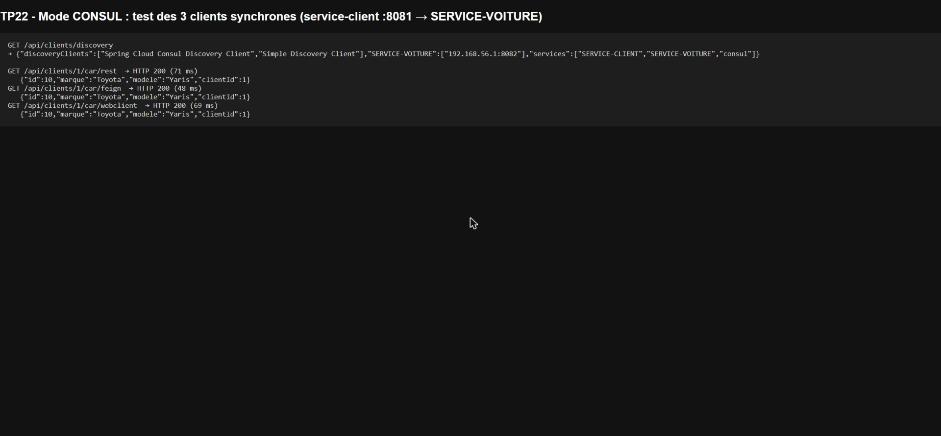 TP22 - Mode CONSUL : test des 3 clients synchrones (service-client :8081 → SERVICE-VOITURE)
GET /api/clients/discovery
→ {"discoveryClients":["Spring Cloud Consul Discovery Client","Simple Discovery Client"],"SERVICE-VOITURE":["192.168.56.1:8082"],"services":["SERVICE-CLIENT","SERVICE-VOITURE","consul"]}
GET /api/clients/1/car/rest → HTTP 200 (71 ms)
{"id":10,"marque":"Toyota","modele":"Yaris","clientId":1}
GET /api/clients/1/car/feign → HTTP 200 (48 ms)
{"id":10,"marque":"Toyota","modele":"Yaris","clientId":1}
GET /api/clients/1/car/webclient → HTTP 200 (69 ms)
{"id":10,"marque":"Toyota","modele":"Yaris","clientId":1}